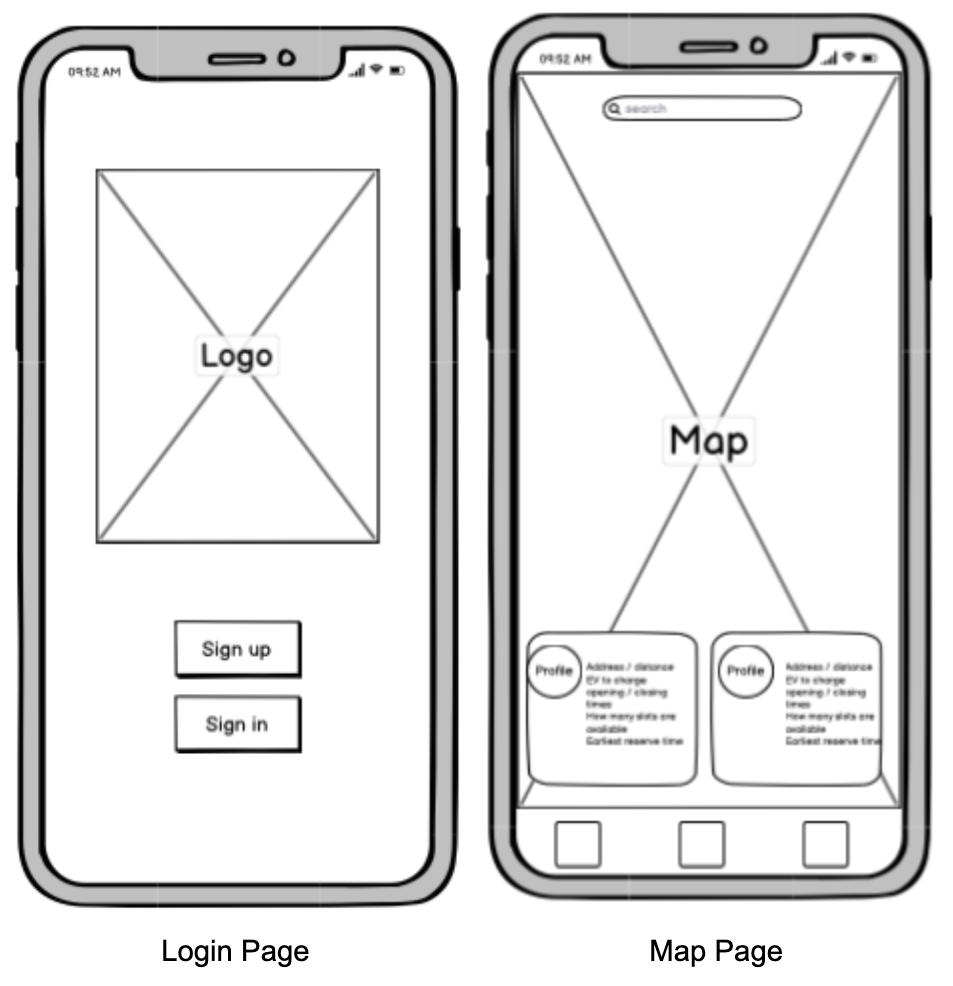 09:52 AM
Logo
Sign up
Sign in
Login Page
09:52 AM
search
Map
Profile
Address / distance
EV to charge
opening / closing
times
How many slots are
available
Earliest reserve time
Profile
Address / distance
EV to charge
opening / closing
times
How many slots are
available
Earliest reserve time
Map Page